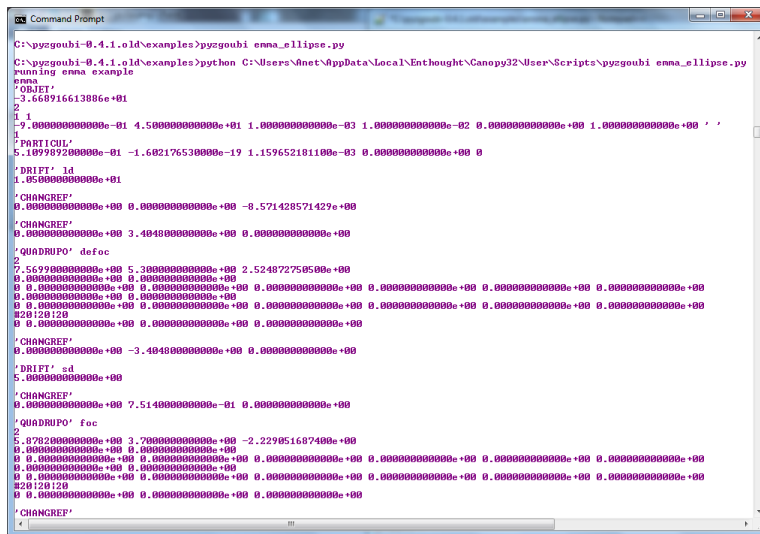 Command Prompt
C:\pyzgoubi-0.4.1.old\examples>pyzgoubi emma_ellipse.py
C:\pyzgoubi-0.4.1.old\examples>python C:\Users\Anet\AppData\Local\Enthought\Canopy32\User\Scripts\pyzgoubi emma_ellipse.py
running emma example
emma
'OBJET'
-3.668916613886e+01
2
1 1
-9.000000000000e-01 4.500000000000e+01 1.000000000000e-03 1.000000000000e-02 0.000000000000e+00 1.000000000000e+00 ' '
1
'PARTICUL'
5.109989200000e-01 -1.602176530000e-19 1.159652181100e-03 0.000000000000e+00 0
'DRIFT' ld
1.050000000000e+01
'CHANGREF'
0.000000000000e+00 0.000000000000e+00 -8.571428571429e+00
'CHANGREF'
0.000000000000e+00 3.404800000000e+00 0.000000000000e+00
'QUADRUPO' defoc
2
7.569900000000e+00 5.300000000000e+00 2.524872750500e+00
0.000000000000e+00 0.000000000000e+00
0 0.000000000000e+00 0.000000000000e+00 0.000000000000e+00 0.000000000000e+00 0.000000000000e+00 0.000000000000e+00
0.000000000000e+00 0.000000000000e+00
0 0.000000000000e+00 0.000000000000e+00 0.000000000000e+00 0.000000000000e+00 0.000000000000e+00 0.000000000000e+00
#20|20|20
0 0.000000000000e+00 0.000000000000e+00 0.000000000000e+00
'CHANGREF'
0.000000000000e+00 -3.404800000000e+00 0.000000000000e+00
'DRIFT' sd
5.000000000000e+00
'CHANGREF'
0.000000000000e+00 7.514000000000e-01 0.000000000000e+00
'QUADRUPO' foc
2
5.878200000000e+00 3.700000000000e+00 -2.229051687400e+00
0.000000000000e+00 0.000000000000e+00
0 0.000000000000e+00 0.000000000000e+00 0.000000000000e+00 0.000000000000e+00 0.000000000000e+00 0.000000000000e+00
0.000000000000e+00 0.000000000000e+00
0 0.000000000000e+00 0.000000000000e+00 0.000000000000e+00 0.000000000000e+00 0.000000000000e+00 0.000000000000e+00
#20|20|20
0 0.000000000000e+00 0.000000000000e+00 0.000000000000e+00
'CHANGREF'